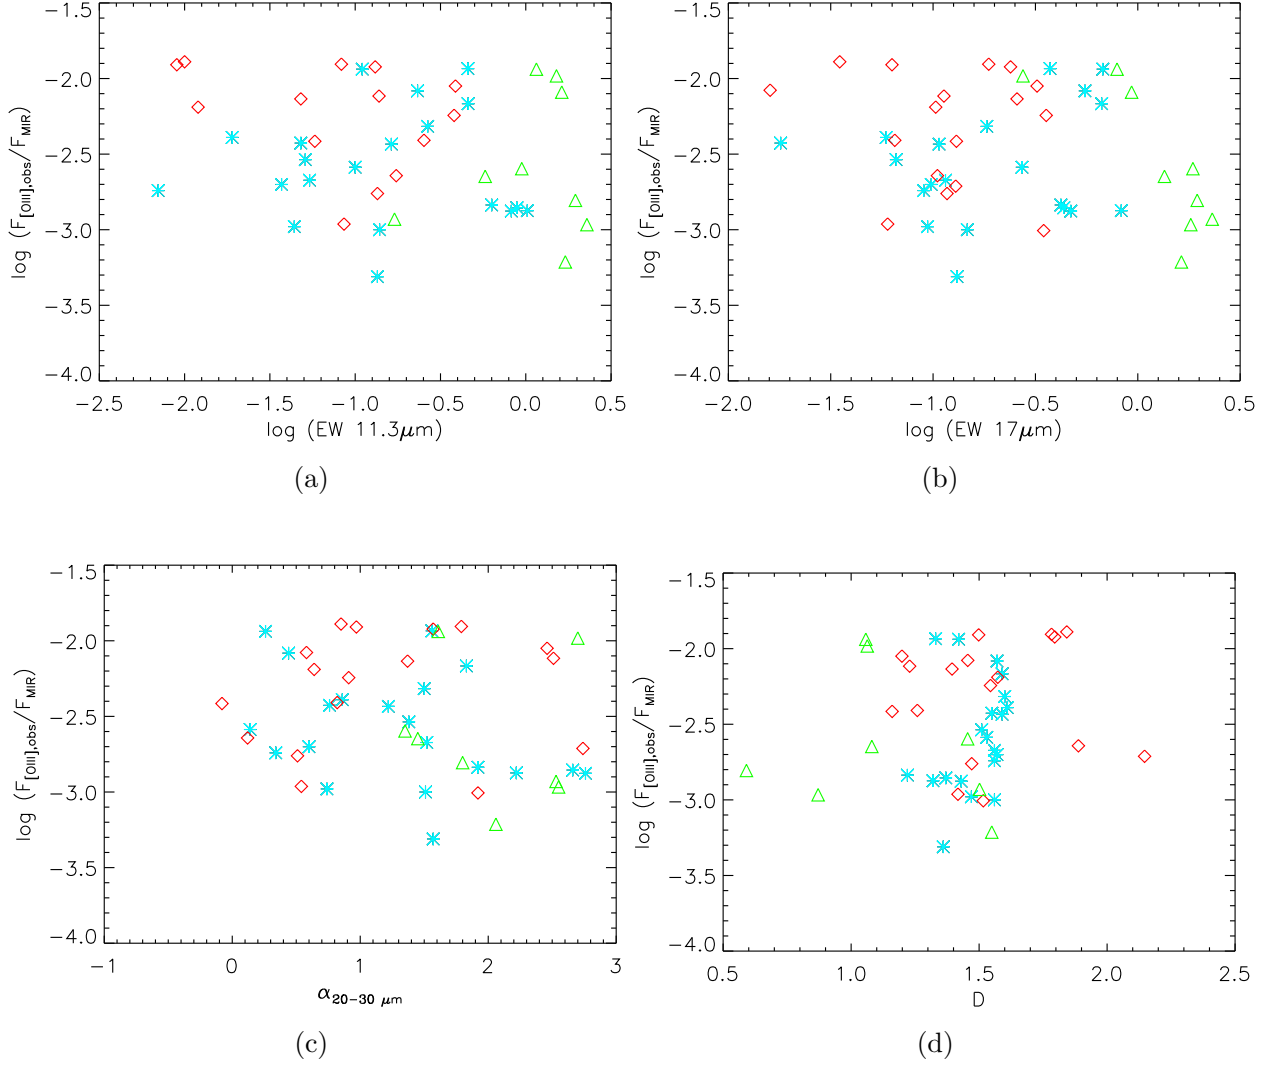 −1.5
−2.0
−2.5
−3.0
−3.5
−4.0
log (F[OIII],obs/FMIR)
−2.5 −2.0 −1.5 −1.0 −0.5 0.0 0.5
log (EW 11.3μm)
(a)
−1.5
−2.0
−2.5
−3.0
−3.5
−4.0
log (F[OIII],obs/FMIR)
−2.0 −1.5 −1.0 −0.5 0.0 0.5
log (EW 17μm)
(b)
−1.5
−2.0
−2.5
−3.0
−3.5
−4.0
log (F[OIII],obs/FMIR)
−1 0 1 2 3
α20−30 μm
(c)
−1.5
−2.0
−2.5
−3.0
−3.5
−4.0
log (F[OIII],obs/FMIR)
0.5 1.0 1.5 2.0 2.5
D
(d)